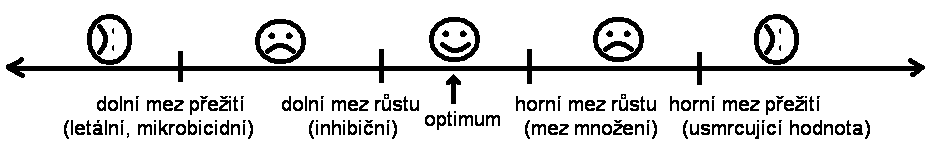 dolní mez přežití
(letální, mikrobicidní)
dolní mez růstu
(inhibiční)
optimum
horní mez růstu
(mez množení)
horní mez přežití
(usmrcující hodnota)